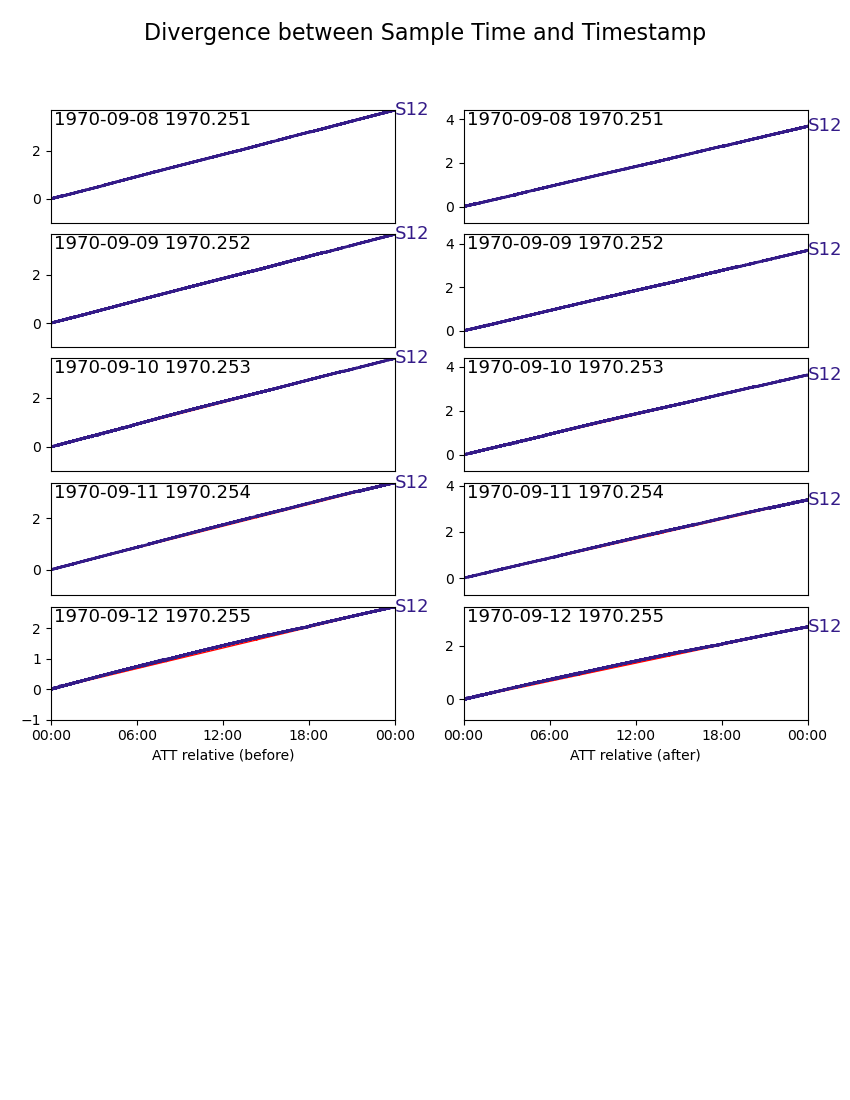 Divergence between Sample Time and Timestamp
1970-09-08 1970.251
S12
2
0
1970-09-08 1970.251
S12
4
2
0
1970-09-09 1970.252
S12
2
0
1970-09-09 1970.252
S12
4
2
0
1970-09-10 1970.253
S12
2
0
1970-09-10 1970.253
S12
4
2
0
1970-09-11 1970.254
S12
2
0
1970-09-11 1970.254
S12
4
2
0
1970-09-12 1970.255
S12
2
1
0
−1
00:00 06:00 12:00 18:00 00:00
ATT relative (before)
1970-09-12 1970.255
S12
2
0
00:00 06:00 12:00 18:00 00:00
ATT relative (after)